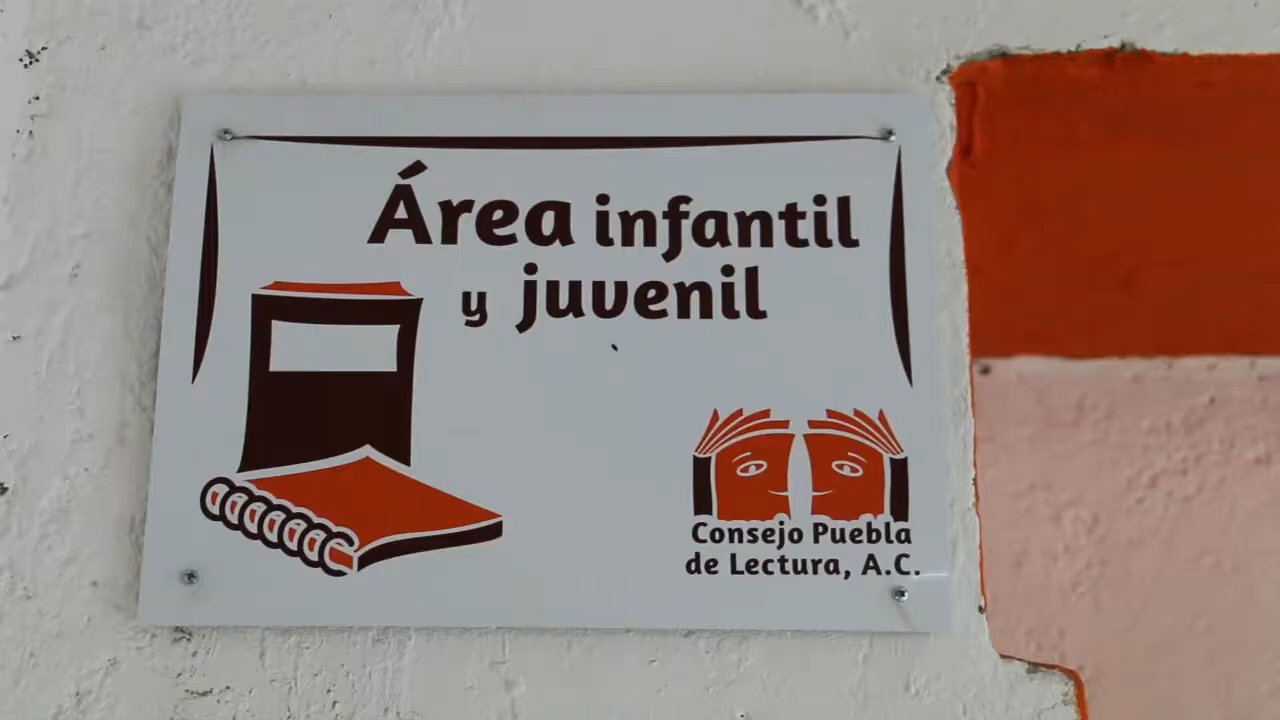 Área infantil
y juvenil
Consejo Puebla
de Lectura, A.C.